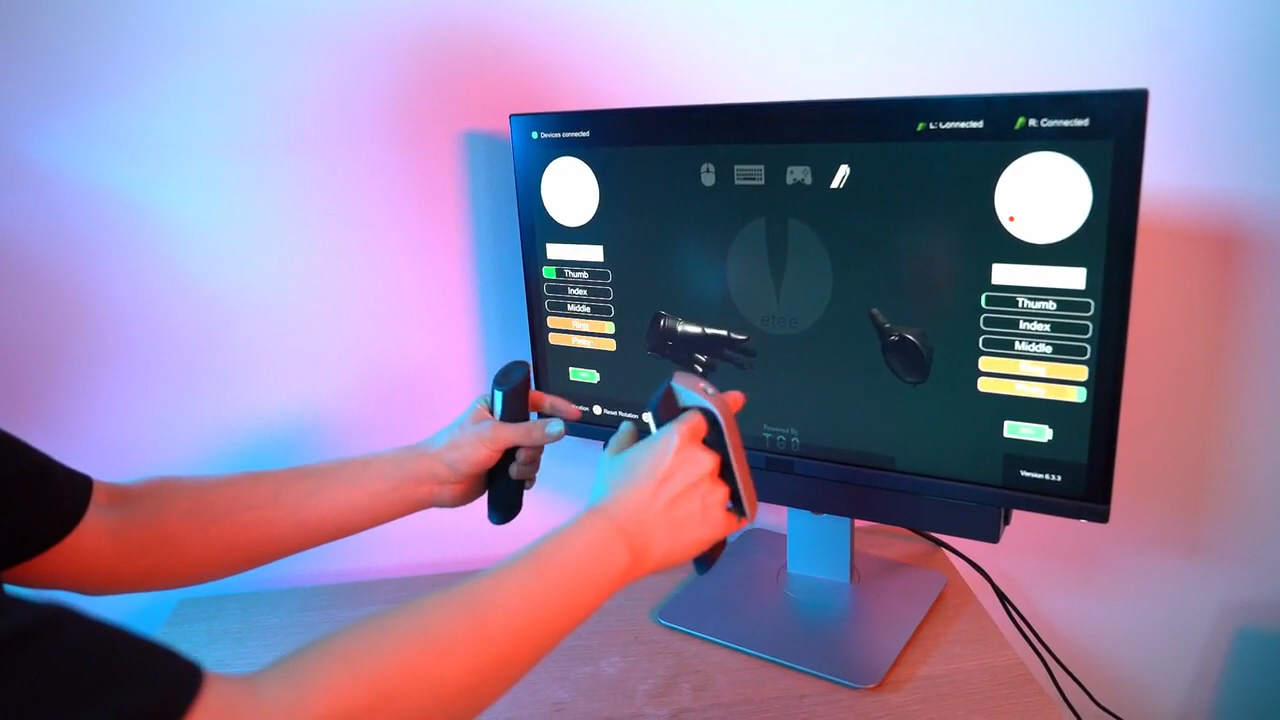 Devices connected
L: Connected
R: Connected
Thumb
Index
Middle
Thumb
Index
Middle
etee
Reset Rotation
Powered By
TG0
Version 6.3.3